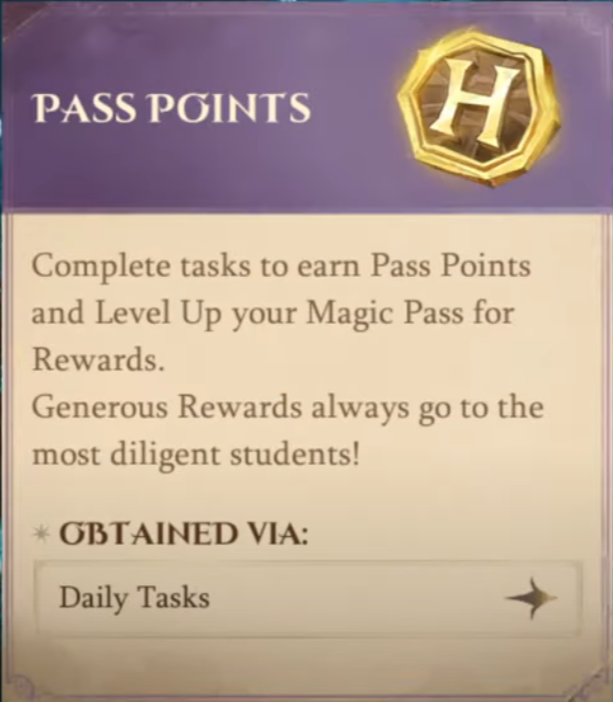 PASS POINTS
H
Complete tasks to earn Pass Points
and Level Up your Magic Pass for
Rewards.
Generous Rewards always go to the
most diligent students!
OBTAINED VIA:
Daily Tasks